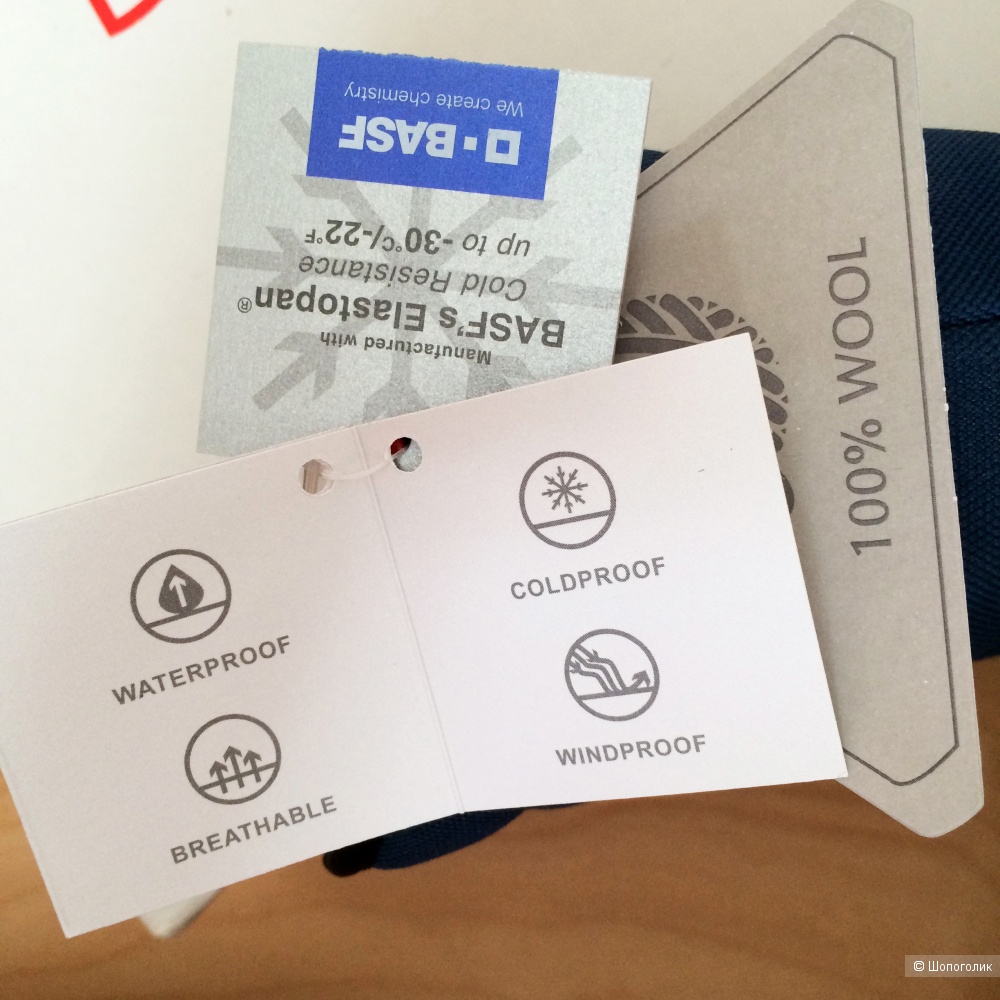 Manufactured with
BASF's Elastopan®
Cold Resistance
up to -30°C/-22°F
BASF
We create chemistry
100% WOOL
WATERPROOF
BREATHABLE
COLDPROOF
WINDPROOF
© Шопоголик